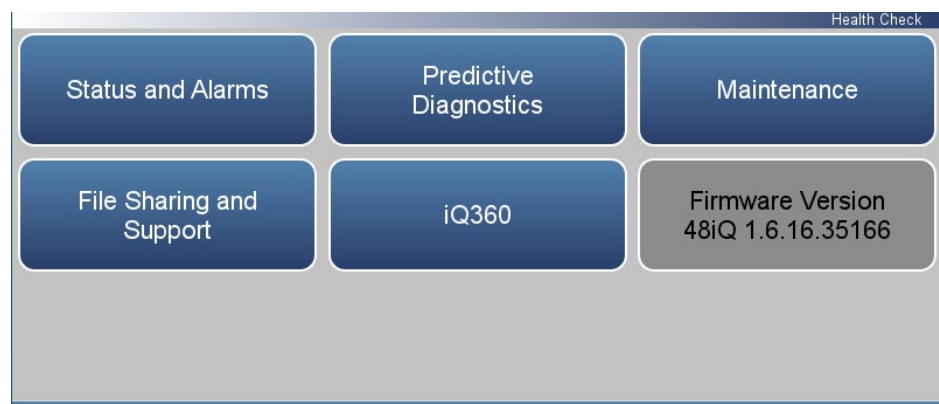 Health Check
Status and Alarms
Predictive
Diagnostics
Maintenance
File Sharing and
Support
iQ360
Firmware Version
48iQ 1.6.16.35166